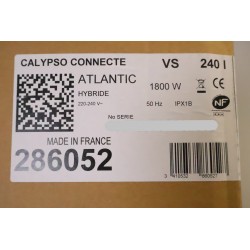 CALYPSO CONNECTE VS 240 l
ATLANTIC 1800 W
HYBRIDE
220-240 V~ 50 Hz IPX1B
NF
No SERIE
MADE IN FRANCE
286052